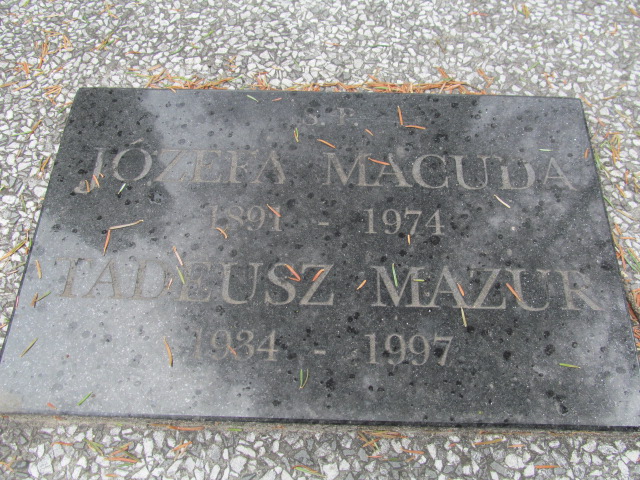 Ś. P.
JÓZEFA MACUDA
1891 - 1974
TADEUSZ MAZUR
1934 - 1997